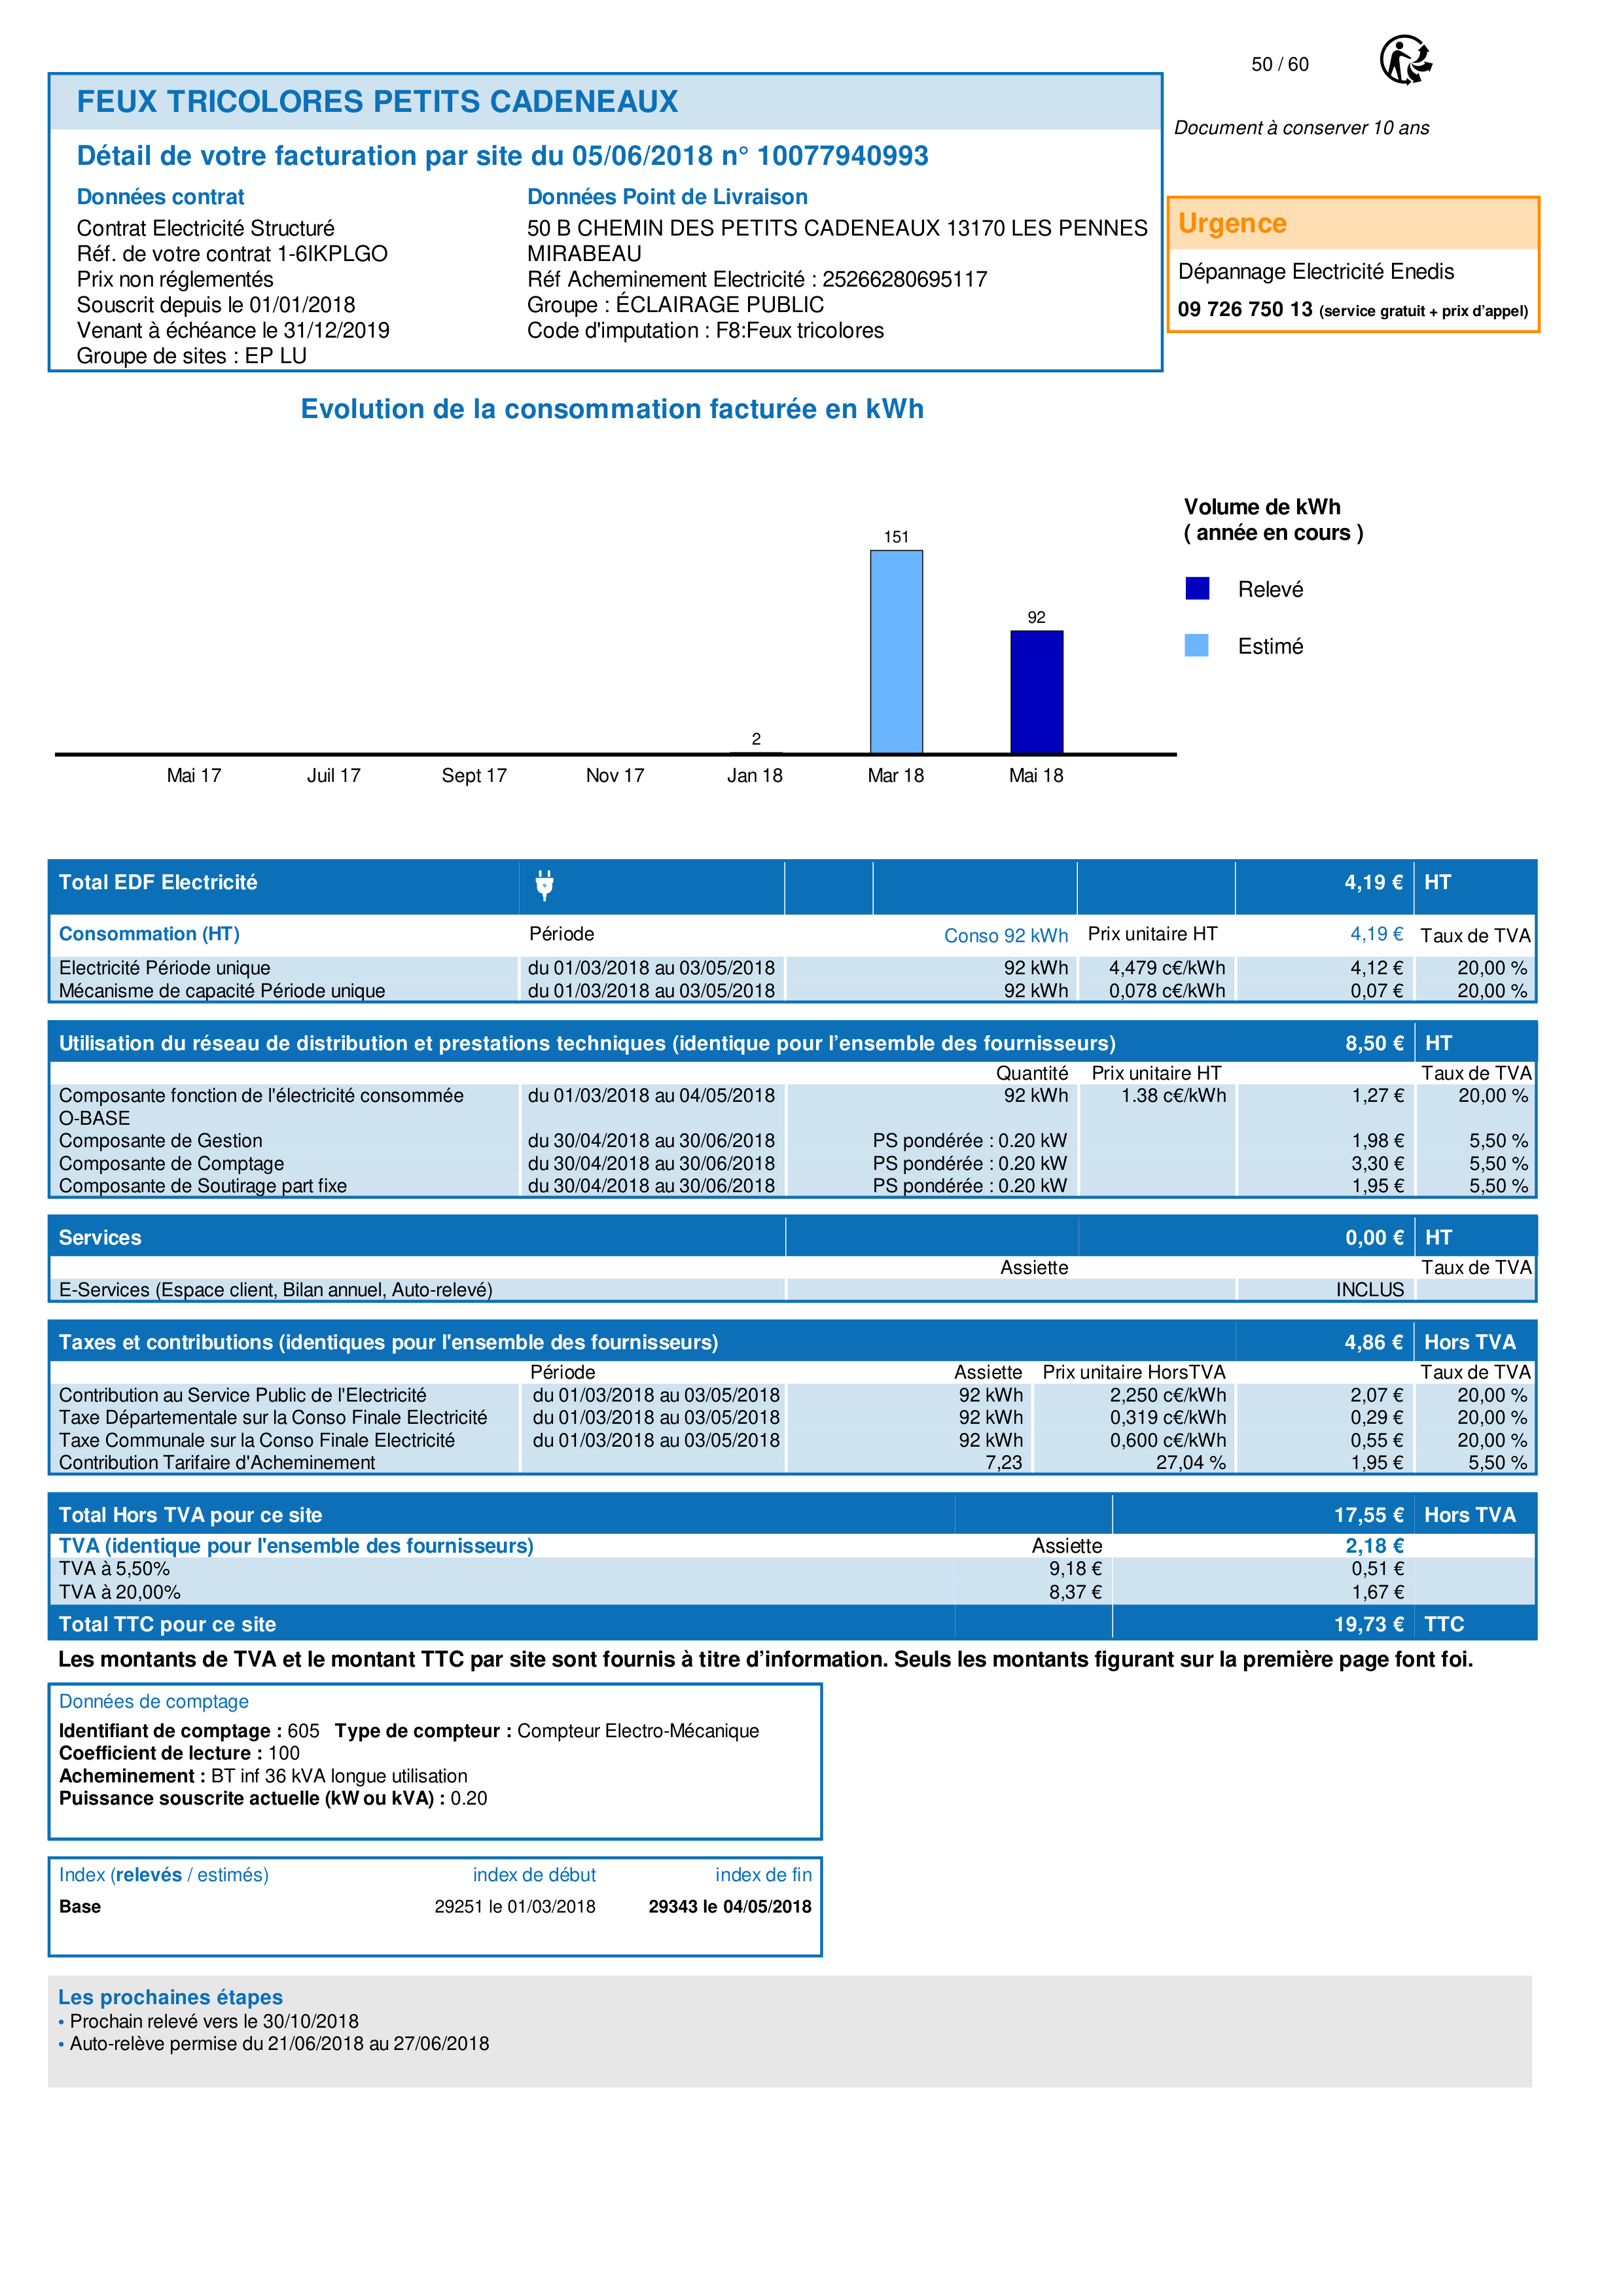 50 / 60
FEUX TRICOLORES PETITS CADENEAUX
Document à conserver 10 ans
Détail de votre facturation par site du 05/06/2018 n° 10077940993
Données contrat
Contrat Electricité Structuré
Réf. de votre contrat 1-6IKPLGO
Prix non réglementés
Souscrit depuis le 01/01/2018
Venant à échéance le 31/12/2019
Groupe de sites : EP LU
Données Point de Livraison
50 B CHEMIN DES PETITS CADENEAUX 13170 LES PENNES
MIRABEAU
Réf Acheminement Electricité : 25266280695117
Groupe : ÉCLAIRAGE PUBLIC
Code d'imputation : F8:Feux tricolores
Urgence
Dépannage Electricité Enedis
09 726 750 13 (service gratuit + prix d'appel)
Evolution de la consommation facturée en kWh
Volume de kWh
( année en cours )
Relevé
Estimé
151
92
2
Mai 17 Juil 17 Sept 17 Nov 17 Jan 18 Mar 18 Mai 18
Total EDF Electricité 4,19 € HT
Consommation (HT) Période Conso 92 kWh Prix unitaire HT 4,19 € Taux de TVA
Electricité Période unique du 01/03/2018 au 03/05/2018 92 kWh 4,479 c€/kWh 4,12 € 20,00 %
Mécanisme de capacité Période unique du 01/03/2018 au 03/05/2018 92 kWh 0,078 c€/kWh 0,07 € 20,00 %
Utilisation du réseau de distribution et prestations techniques (identique pour l'ensemble des fournisseurs) 8,50 € HT
Quantité Prix unitaire HT Taux de TVA
Composante fonction de l'électricité consommée du 01/03/2018 au 04/05/2018 92 kWh 1.38 c€/kWh 1,27 € 20,00 %
O-BASE
Composante de Gestion du 30/04/2018 au 30/06/2018 PS pondérée : 0.20 kW 1,98 € 5,50 %
Composante de Comptage du 30/04/2018 au 30/06/2018 PS pondérée : 0.20 kW 3,30 € 5,50 %
Composante de Soutirage part fixe du 30/04/2018 au 30/06/2018 PS pondérée : 0.20 kW 1,95 € 5,50 %
Services 0,00 € HT
Assiette Taux de TVA
E-Services (Espace client, Bilan annuel, Auto-relevé) INCLUS
Taxes et contributions (identiques pour l'ensemble des fournisseurs) 4,86 € Hors TVA
Période Assiette Prix unitaire HorsTVA Taux de TVA
Contribution au Service Public de l'Electricité du 01/03/2018 au 03/05/2018 92 kWh 2,250 c€/kWh 2,07 € 20,00 %
Taxe Départementale sur la Conso Finale Electricité du 01/03/2018 au 03/05/2018 92 kWh 0,319 c€/kWh 0,29 € 20,00 %
Taxe Communale sur la Conso Finale Electricité du 01/03/2018 au 03/05/2018 92 kWh 0,600 c€/kWh 0,55 € 20,00 %
Contribution Tarifaire d'Acheminement 7,23 27,04 % 1,95 € 5,50 %
Total Hors TVA pour ce site 17,55 € Hors TVA
TVA (identique pour l'ensemble des fournisseurs) Assiette 2,18 €
TVA à 5,50% 9,18 € 0,51 €
TVA à 20,00% 8,37 € 1,67 €
Total TTC pour ce site 19,73 € TTC
Les montants de TVA et le montant TTC par site sont fournis à titre d'information. Seuls les montants figurant sur la première page font foi.
Données de comptage
Identifiant de comptage : 605 Type de compteur : Compteur Electro-Mécanique
Coefficient de lecture : 100
Acheminement : BT inf 36 kVA longue utilisation
Puissance souscrite actuelle (kW ou kVA) : 0.20
Index (relevés / estimés) index de début index de fin
Base 29251 le 01/03/2018 29343 le 04/05/2018
Les prochaines étapes
• Prochain relevé vers le 30/10/2018
• Auto-relève permise du 21/06/2018 au 27/06/2018